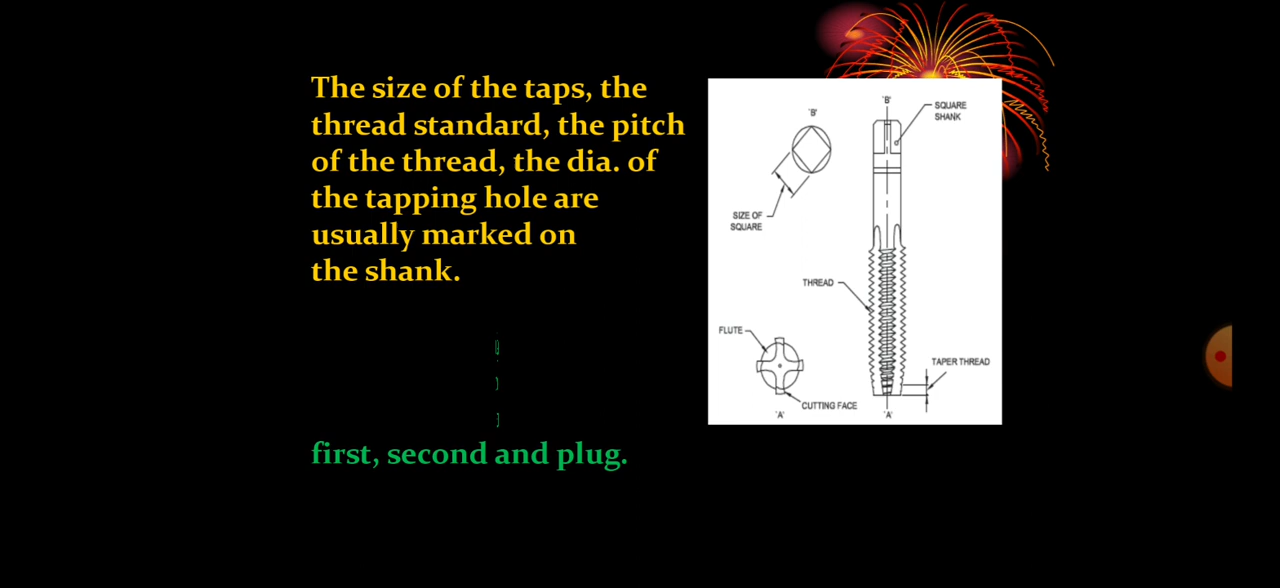 The size of the taps, the
thread standard, the pitch
of the thread, the dia. of
the tapping hole are
usually marked on
the shank.
first, second and plug.
'B'
'B'
SQUARE
SHANK
SIZE OF
SQUARE
THREAD
FLUTE
TAPER THREAD
CUTTING FACE
'A'
'A'